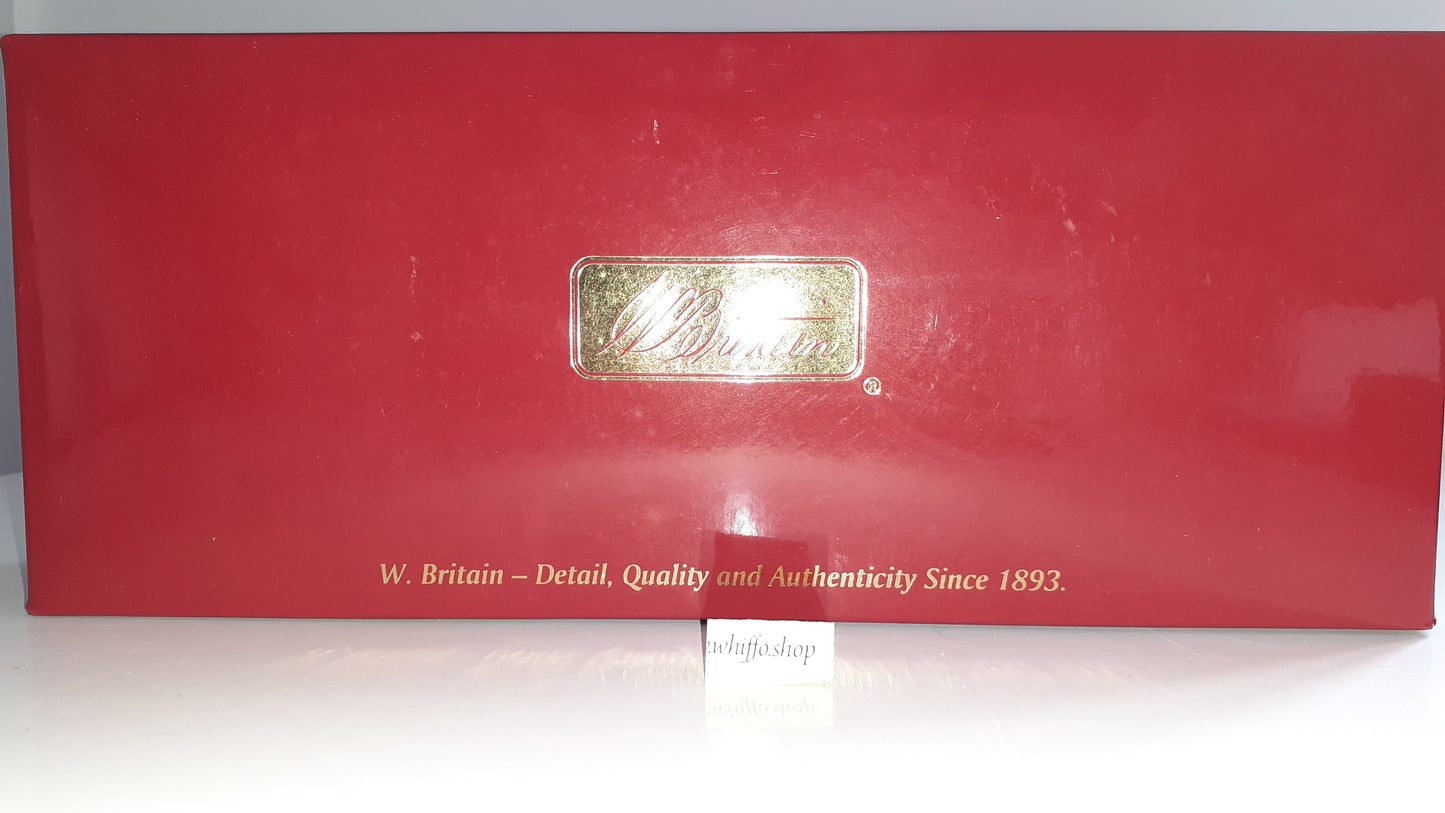 W Britain
®
W. Britain – Detail, Quality and Authenticity Since 1893.
.whiffo.shop